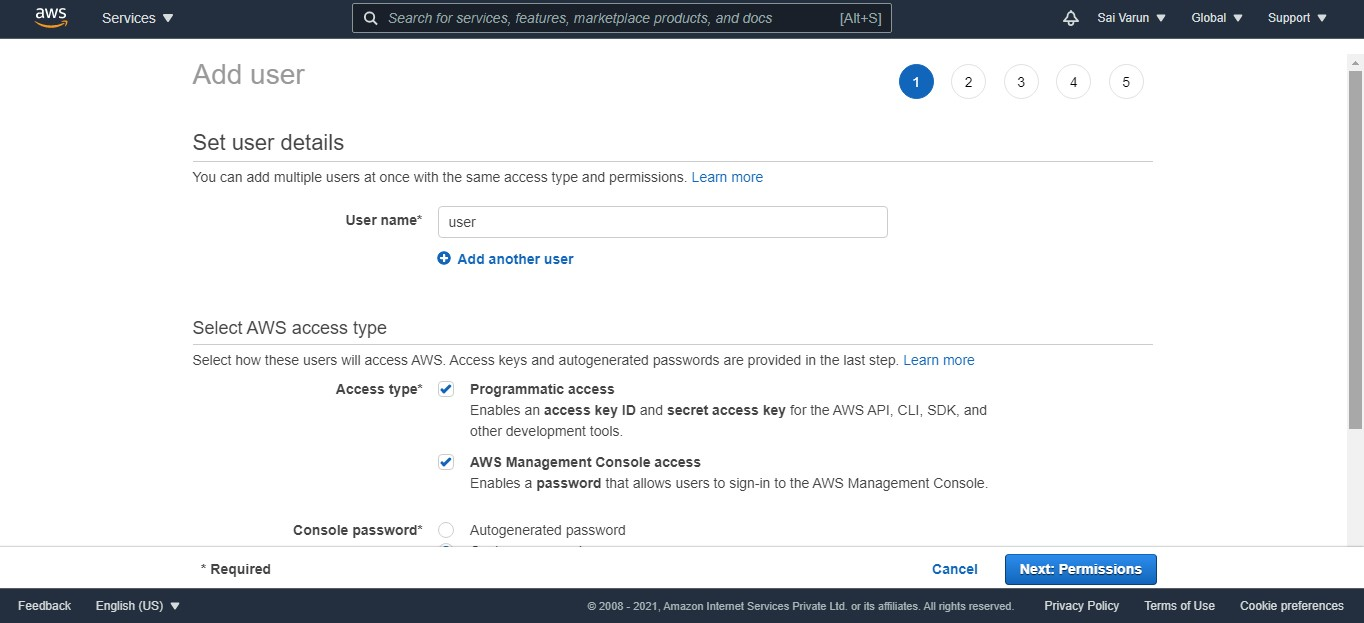 aws Services Search for services, features, marketplace products, and docs [Alt+S] Sai Varun Global Support
Add user 1 2 3 4 5
Set user details
You can add multiple users at once with the same access type and permissions. Learn more
User name* user
Add another user
Select AWS access type
Select how these users will access AWS. Access keys and autogenerated passwords are provided in the last step. Learn more
Access type* Programmatic access
Enables an access key ID and secret access key for the AWS API, CLI, SDK, and
other development tools.
AWS Management Console access
Enables a password that allows users to sign-in to the AWS Management Console.
Console password* Autogenerated password
* Required Cancel Next: Permissions
Feedback English (US) © 2008 - 2021, Amazon Internet Services Private Ltd. or its affiliates. All rights reserved. Privacy Policy Terms of Use Cookie preferences